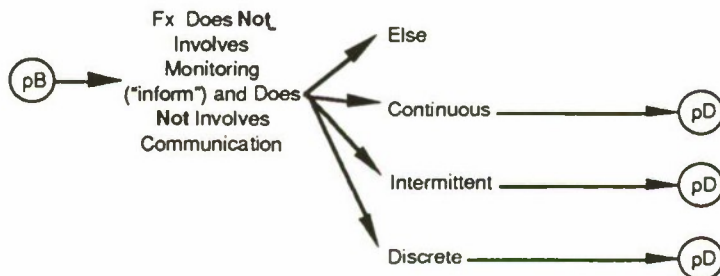 Fx Does Not
Involves
Monitoring
("inform") and Does
Not Involves
Communication
pB
Else
Continuous
pD
Intermittent
pD
Discrete
pD